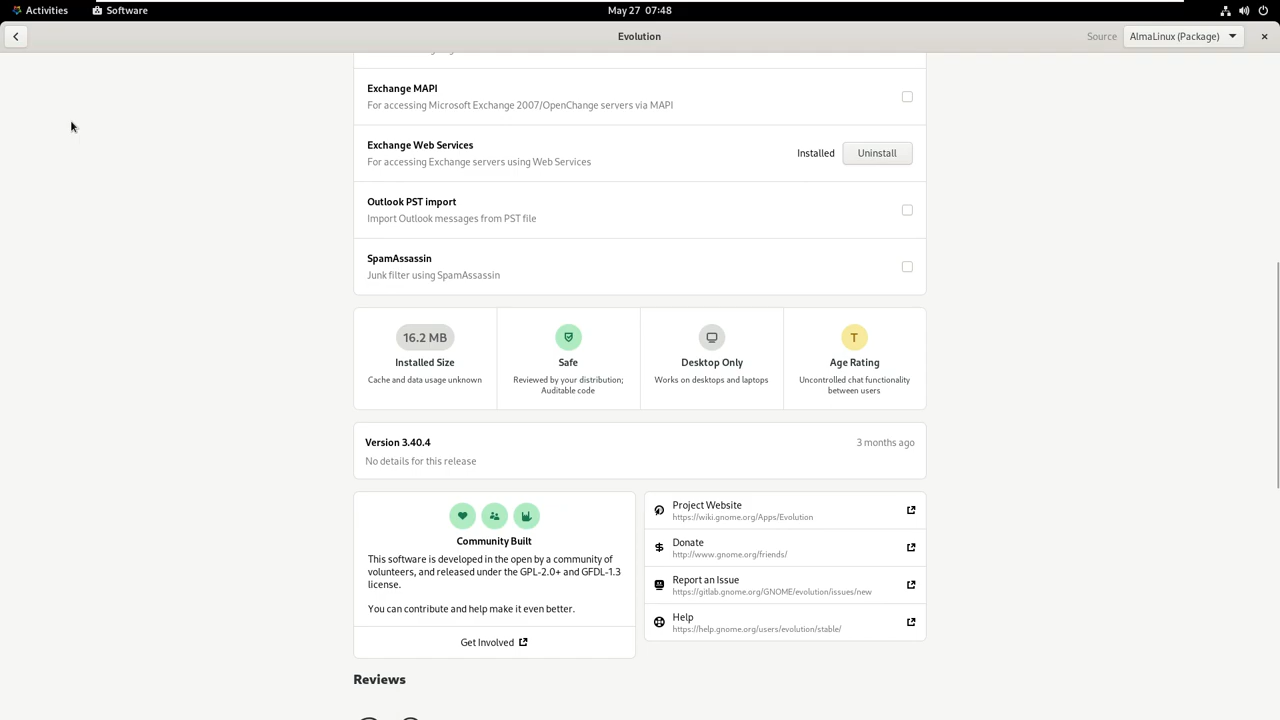 Activities
Software
May 27 07:48
Evolution
Source
AlmaLinux (Package)
Exchange MAPI
For accessing Microsoft Exchange 2007/OpenChange servers via MAPI
Exchange Web Services
For accessing Exchange servers using Web Services
Installed
Uninstall
Outlook PST import
Import Outlook messages from PST file
SpamAssassin
Junk filter using SpamAssassin
16.2 MB
Installed Size
Cache and data usage unknown
Safe
Reviewed by your distribution;
Auditable code
Desktop Only
Works on desktops and laptops
T
Age Rating
Uncontrolled chat functionality
between users
Version 3.40.4
3 months ago
No details for this release
Community Built
This software is developed in the open by a community of
volunteers, and released under the GPL-2.0+ and GFDL-1.3
license.
You can contribute and help make it even better.
Get Involved
Project Website
https://wiki.gnome.org/Apps/Evolution
Donate
http://www.gnome.org/friends/
Report an Issue
https://gitlab.gnome.org/GNOME/evolution/issues/new
Help
https://help.gnome.org/users/evolution/stable/
Reviews